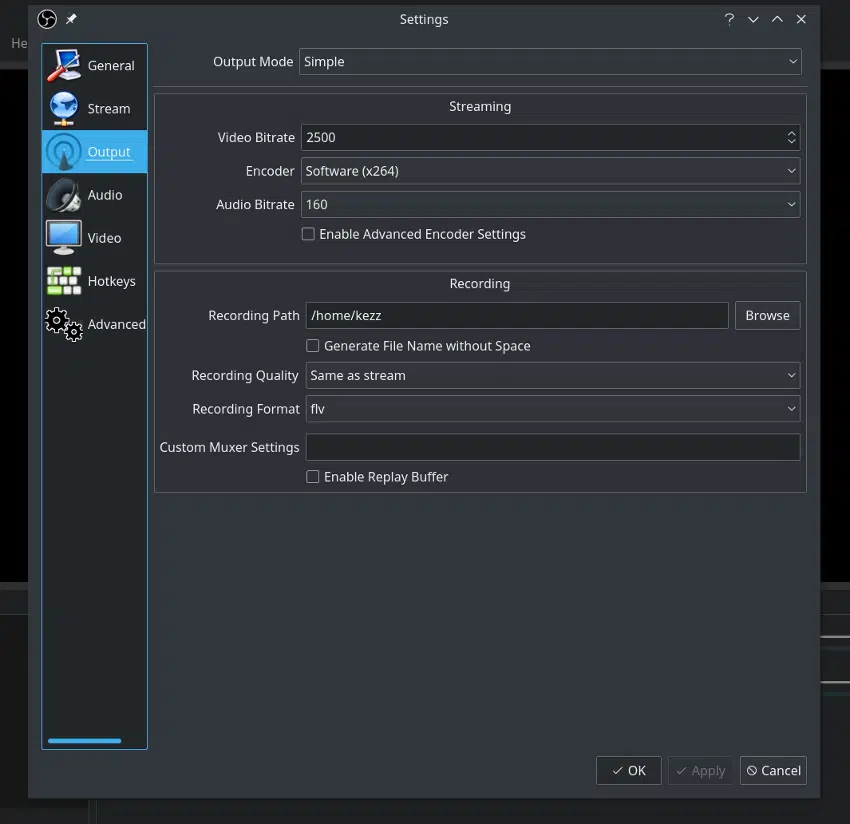 Settings
He
General
Stream
Output
Audio
Video
Hotkeys
Advanced
Output Mode Simple
Streaming
Video Bitrate 2500
Encoder Software (x264)
Audio Bitrate 160
Enable Advanced Encoder Settings
Recording
Recording Path /home/kezz Browse
Generate File Name without Space
Recording Quality Same as stream
Recording Format flv
Custom Muxer Settings
Enable Replay Buffer
OK Apply Cancel